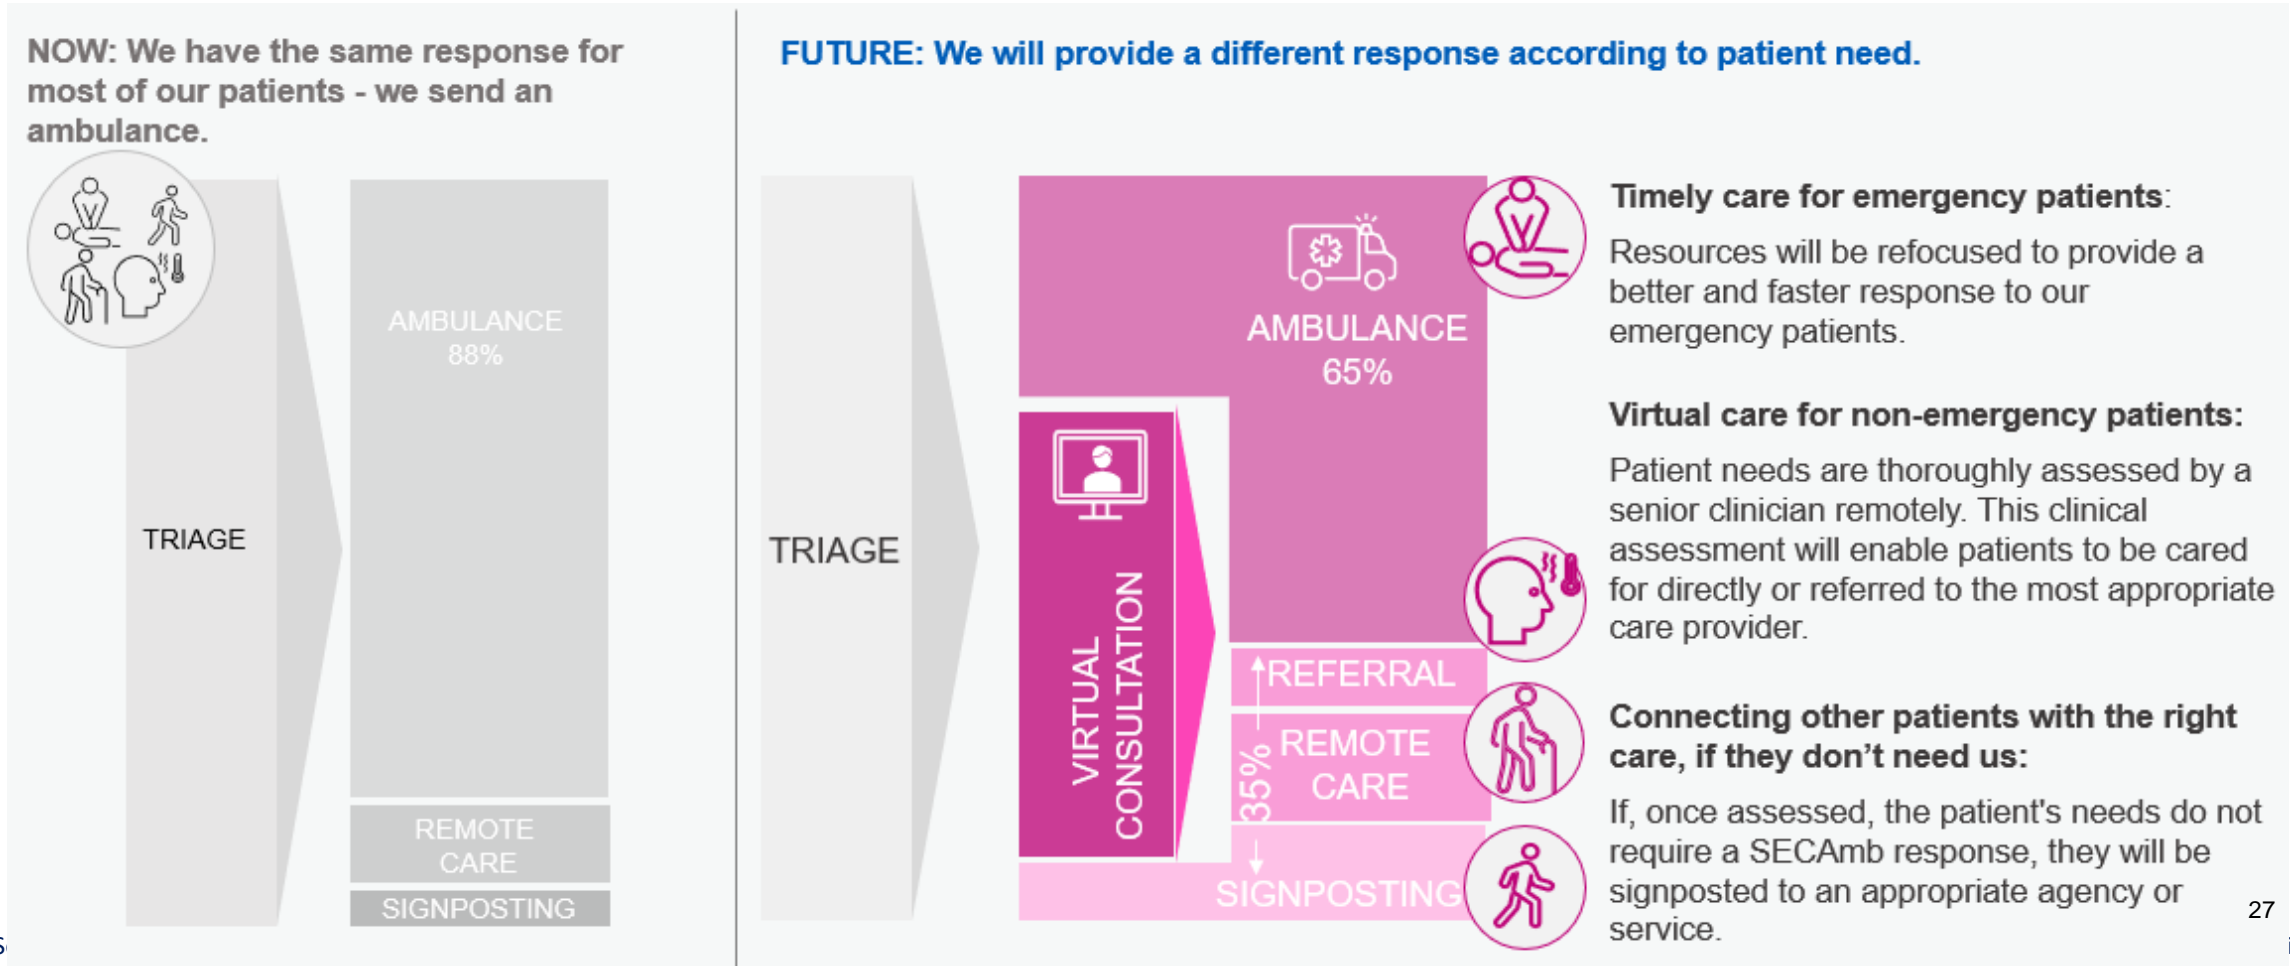 NOW: We have the same response for
most of our patients - we send an
ambulance.
TRIAGE
AMBULANCE
88%
REMOTE
CARE
SIGNPOSTING
FUTURE: We will provide a different response according to patient need.
TRIAGE
VIRTUAL
CONSULTATION
AMBULANCE
65%
REFERRAL
REMOTE
CARE
35%
SIGNPOSTING
Timely care for emergency patients:
Resources will be refocused to provide a
better and faster response to our
emergency patients.
Virtual care for non-emergency patients:
Patient needs are thoroughly assessed by a
senior clinician remotely. This clinical
assessment will enable patients to be cared
for directly or referred to the most appropriate
care provider.
Connecting other patients with the right
care, if they don’t need us:
If, once assessed, the patient's needs do not
require a SECAmb response, they will be
signposted to an appropriate agency or
service.
27